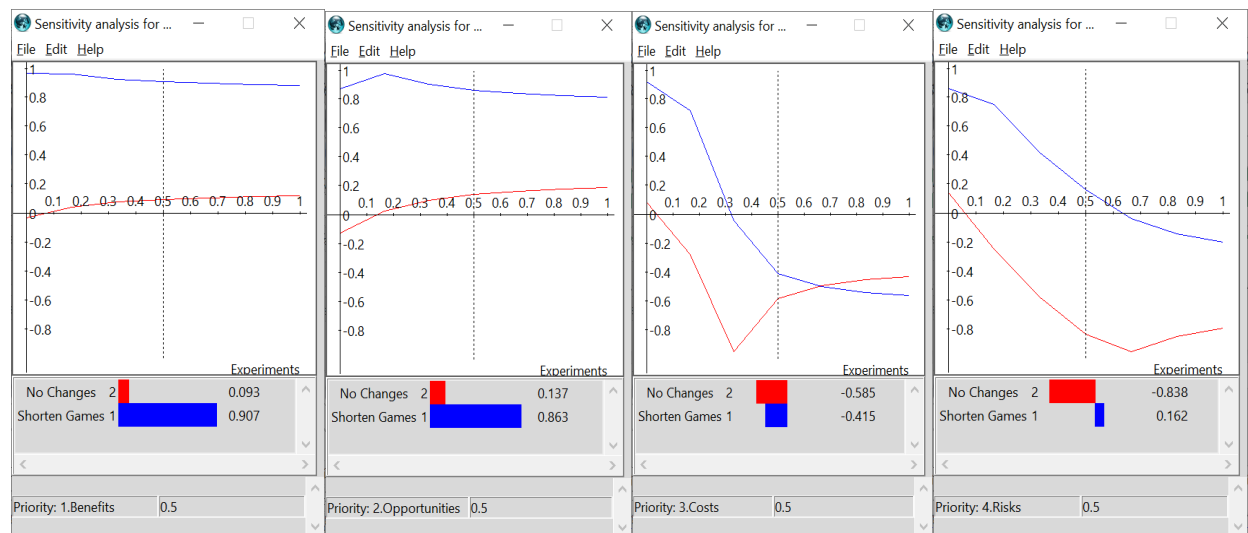 Sensitivity analysis for ...
File Edit Help
1
0.8
0.6
0.4
0.2
0.1 0.2 0.3 0.4 0.5 0.6 0.7 0.8 0.9 1
0
-0.2
-0.4
-0.6
-0.8
Experiments
No Changes 2 0.093
Shorten Games 1 0.907
Priority: 1.Benefits 0.5
Sensitivity analysis for ...
File Edit Help
1
0.8
0.6
0.4
0.2
0.1 0.2 0.3 0.4 0.5 0.6 0.7 0.8 0.9 1
0
-0.2
-0.4
-0.6
-0.8
Experiments
No Changes 2 0.137
Shorten Games 1 0.863
Priority: 2.Opportunities 0.5
Sensitivity analysis for ...
File Edit Help
1
0.8
0.6
0.4
0.2
0.1 0.2 0.3 0.4 0.5 0.6 0.7 0.8 0.9 1
0
-0.2
-0.4
-0.6
-0.8
Experiments
No Changes 2 -0.585
Shorten Games 1 -0.415
Priority: 3.Costs 0.5
Sensitivity analysis for ...
File Edit Help
1
0.8
0.6
0.4
0.2
0.1 0.2 0.3 0.4 0.5 0.6 0.7 0.8 0.9 1
0
-0.2
-0.4
-0.6
-0.8
Experiments
No Changes 2 -0.838
Shorten Games 1 0.162
Priority: 4.Risks 0.5